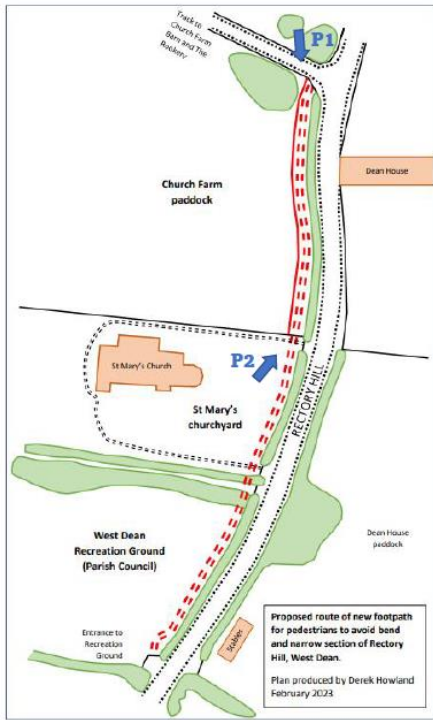 Track to
Church Farm
Barn and The
Rookery
P1
Church Farm
paddock
Dean House
St Mary's Church
P2
St Mary's
churchyard
RECTORY HILL
West Dean
Recreation Ground
(Parish Council)
Dean House
paddock
Entrance to
Recreation
Ground
Stables
Proposed route of new footpath
for pedestrians to avoid bend
and narrow section of Rectory
Hill, West Dean.
Plan produced by Derek Howland
February 2023